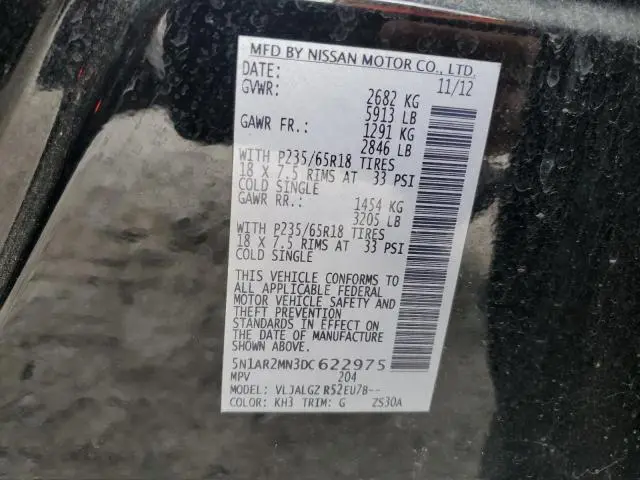 MFD BY NISSAN MOTOR CO., LTD.
DATE: 11/12
GVWR: 2682 KG
5913 LB
GAWR FR.: 1291 KG
2846 LB
WITH P235/65R18 TIRES
18 X 7.5 RIMS AT 33 PSI
COLD SINGLE
GAWR RR.: 1454 KG
3205 LB
WITH P235/65R18 TIRES
18 X 7.5 RIMS AT 33 PSI
COLD SINGLE
THIS VEHICLE CONFORMS TO
ALL APPLICABLE FEDERAL
MOTOR VEHICLE SAFETY AND
THEFT PREVENTION
STANDARDS IN EFFECT ON
THE DATE OF MANUFACTURE
SHOWN ABOVE.
5N1AR2MN3DC622975
MPV 204
MODEL: VLJALGZ R52EU7B--
COLOR: KH3 TRIM: G ZS30A